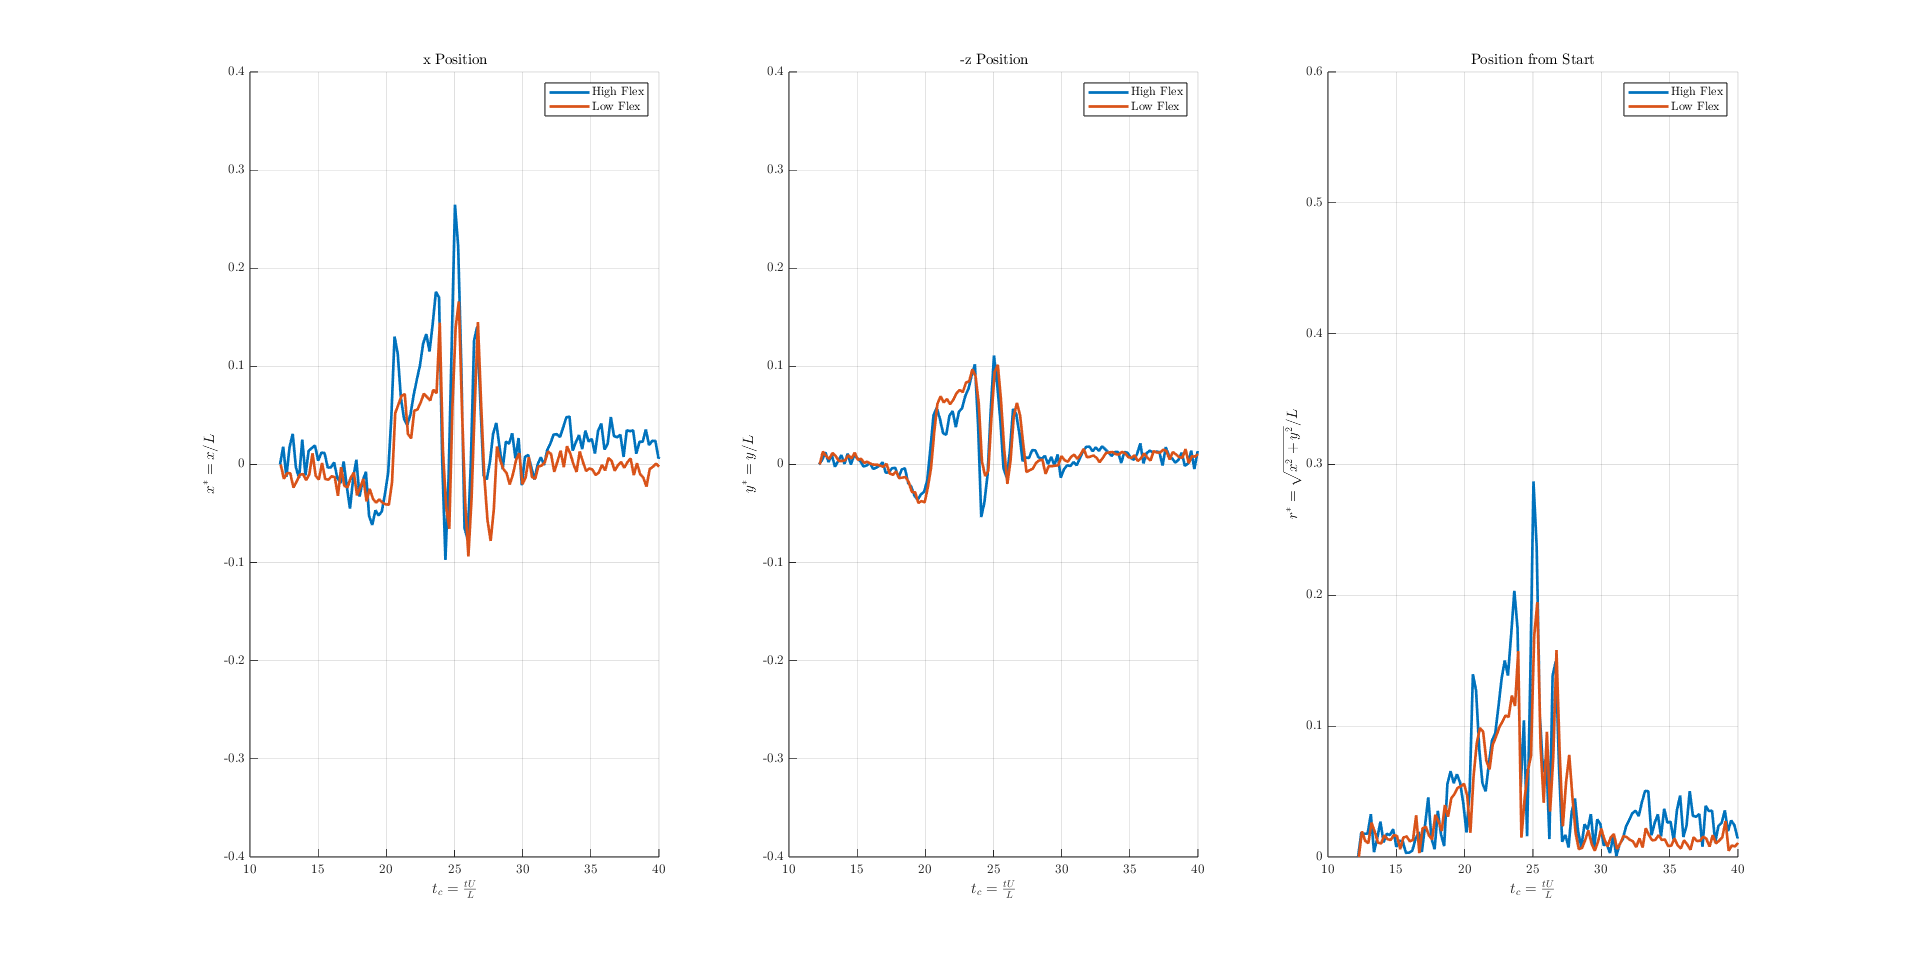 x Position
High Flex
Low Flex
0.4
0.3
0.2
0.1
0
-0.1
-0.2
-0.3
-0.4
x* = x/L
10 15 20 25 30 35 40
t_c = tU/L
-z Position
High Flex
Low Flex
0.4
0.3
0.2
0.1
0
-0.1
-0.2
-0.3
-0.4
y* = y/L
10 15 20 25 30 35 40
t_c = tU/L
Position from Start
High Flex
Low Flex
0.6
0.5
0.4
0.3
0.2
0.1
0
r* = √(x² + y²)/L
10 15 20 25 30 35 40
t_c = tU/L